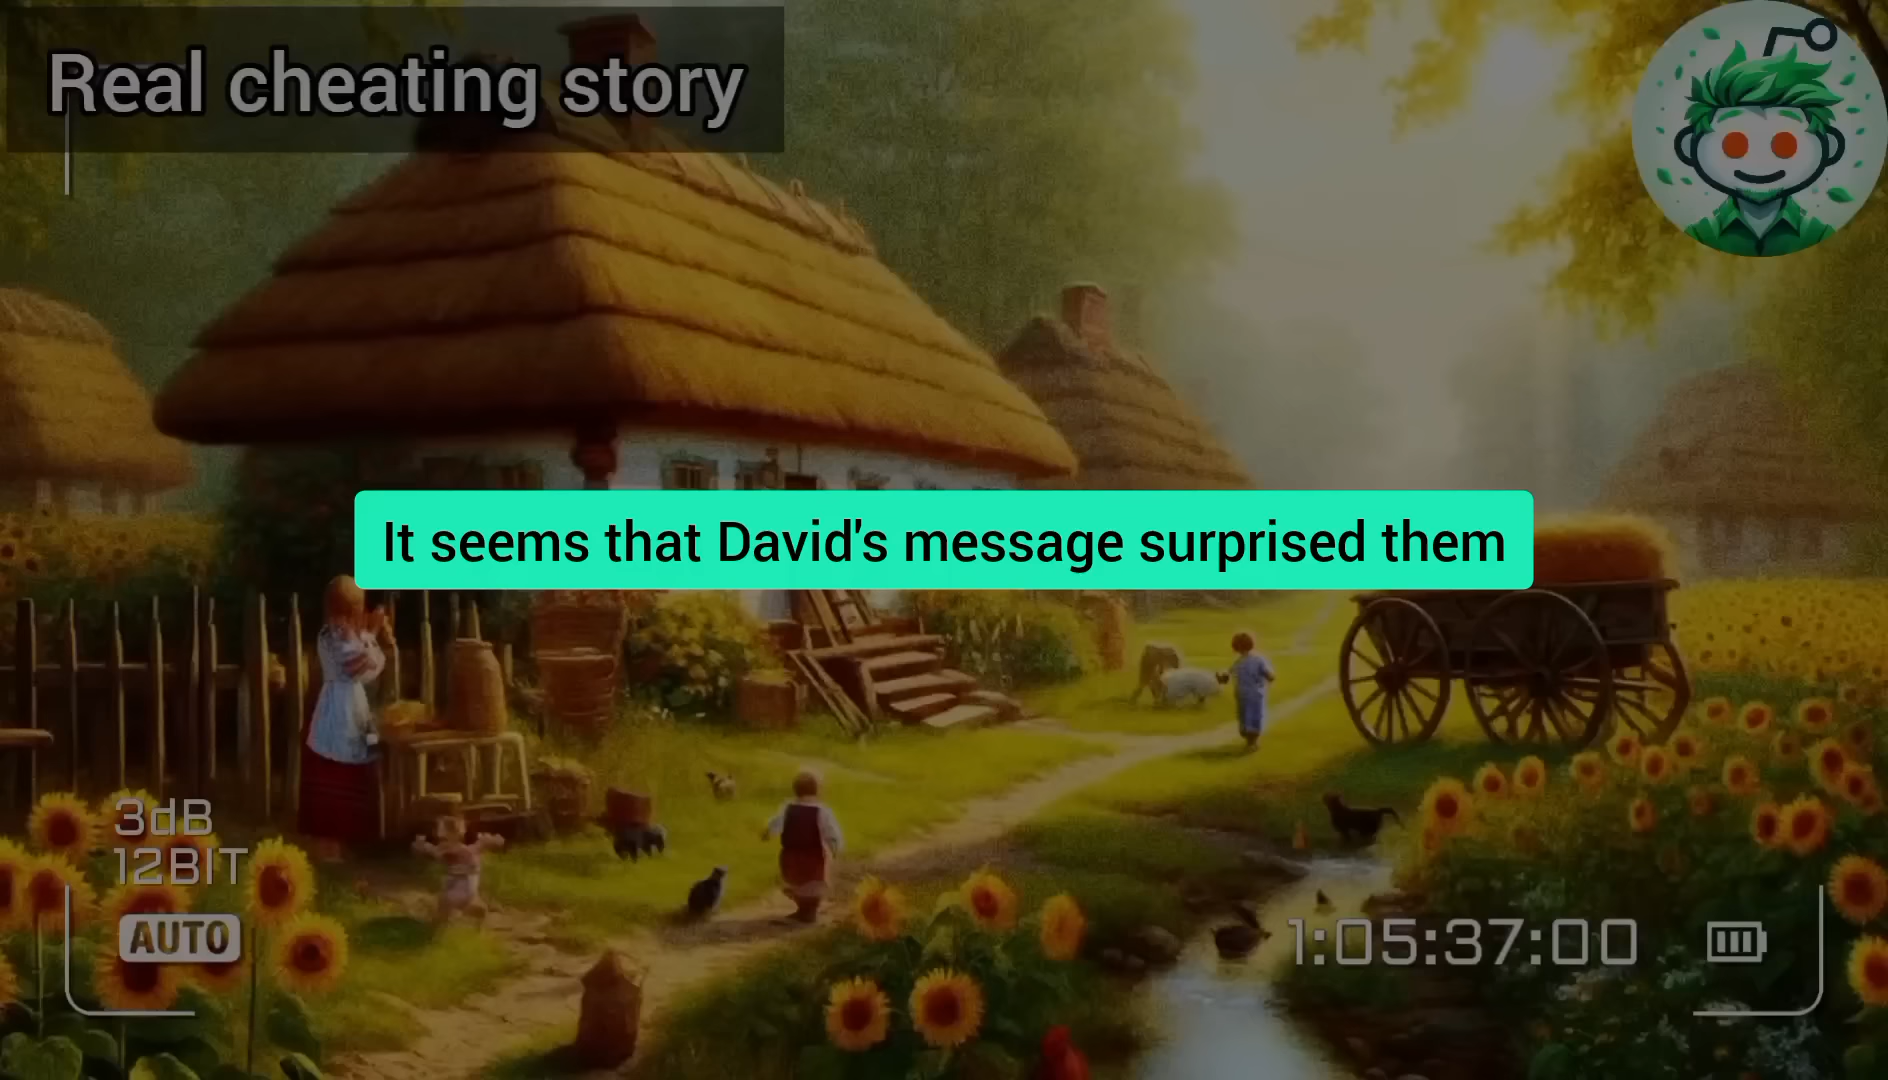 Real cheating story
It seems that David's message surprised them
3dB
12BIT
AUTO
1:05:37:00